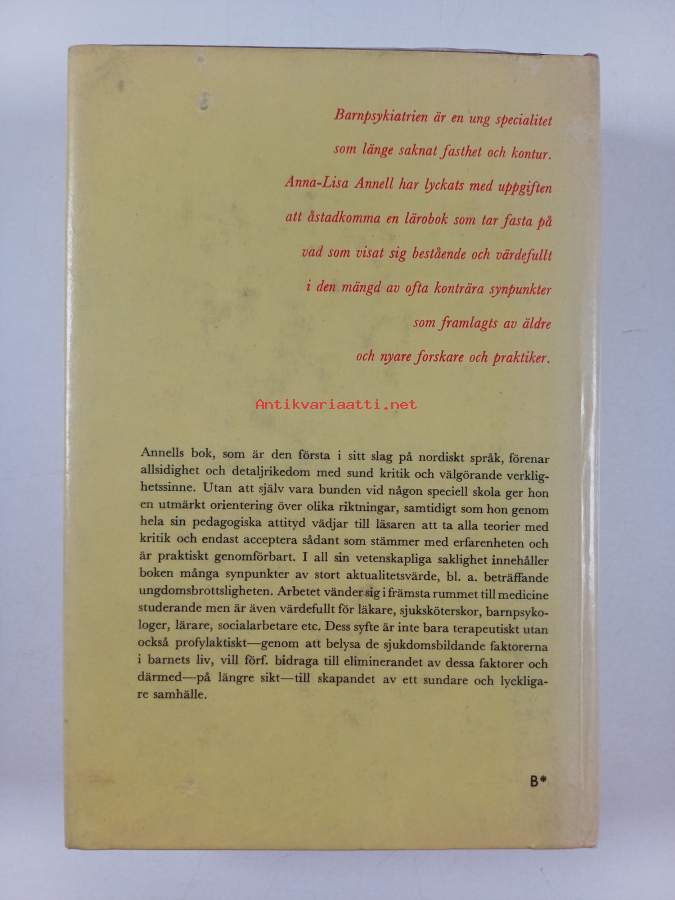 Barnpsykiatrien är en ung specialitet
som länge saknat fasthet och kontur.
Anna-Lisa Annell har lyckats med uppgiften
att åstadkomma en lärobok som tar fasta på
vad som visat sig bestående och värdefullt
i den mängd av ofta konträra synpunkter
som framlagts av äldre
och nyare forskare och praktiker.
Antikvariaatti.net
Annells bok, som är den första i sitt slag på nordiskt språk, förenar
allsidighet och detaljrikedom med sund kritik och välgörande verklig-
hetssinne. Utan att själv vara bunden vid någon speciell skola ger hon
en utmärkt orientering över olika riktningar, samtidigt som hon genom
hela sin pedagogiska attityd vädjar till läsaren att ta alla teorier med
kritik och endast acceptera sådant som stämmer med erfarenheten och
är praktiskt genomförbart. I all sin vetenskapliga saklighet innehåller
boken många synpunkter av stort aktualitetsvärde, bl. a. beträffande
ungdomsbrottsligheten. Arbetet vänder sig i främsta rummet till medicine
studerande men är även värdefullt för läkare, sjuksköterskor, barnpsyko-
loger, lärare, socialarbetare etc. Dess syfte är inte bara terapeutiskt utan
också profylaktiskt—genom att belysa de sjukdomsbildande faktorerna
i barnets liv, vill förf. bidraga till eliminerandet av dessa faktorer och
därmed—på längre sikt—till skapandet av ett sundare och lyckliga-
re samhälle.
B*